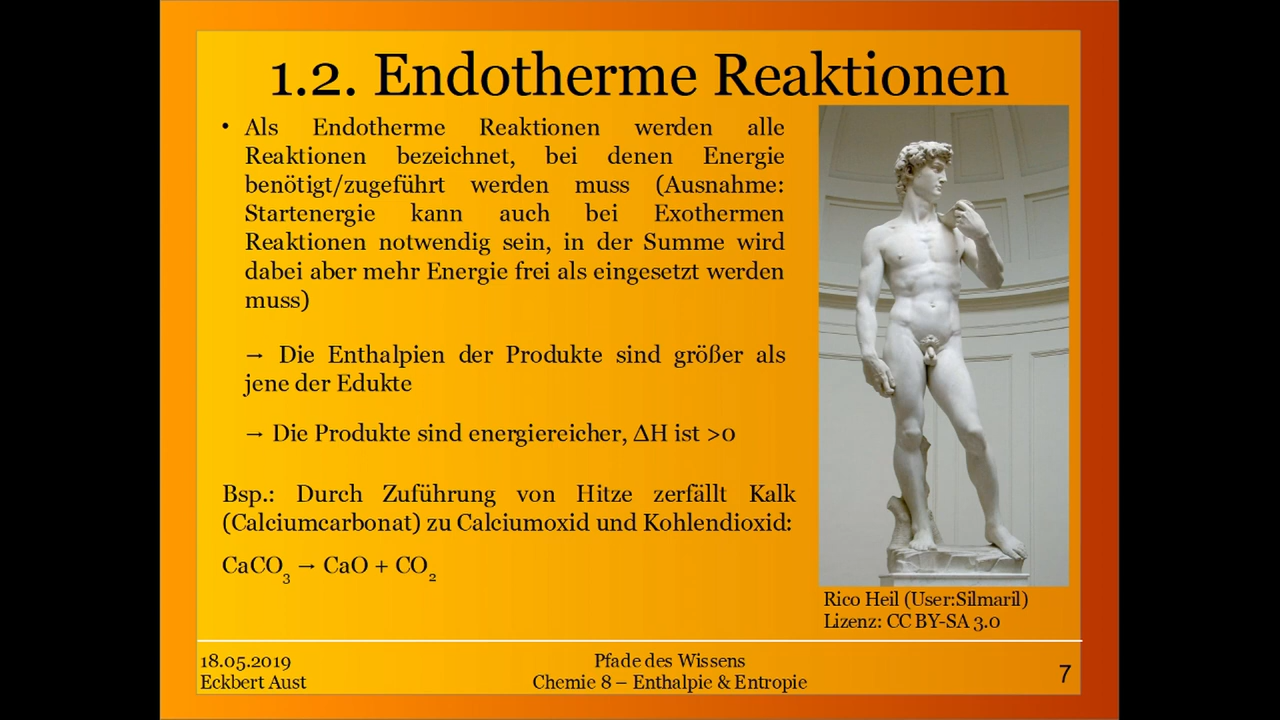 1.2. Endotherme Reaktionen
• Als Endotherme Reaktionen werden alle
Reaktionen bezeichnet, bei denen Energie
benötigt/zugeführt werden muss (Ausnahme:
Startenergie kann auch bei Exothermen
Reaktionen notwendig sein, in der Summe wird
dabei aber mehr Energie frei als eingesetzt werden
muss)
→ Die Enthalpien der Produkte sind größer als
jene der Edukte
→ Die Produkte sind energiereicher, ΔH ist >0
Bsp.: Durch Zuführung von Hitze zerfällt Kalk
(Calciumcarbonat) zu Calciumoxid und Kohlendioxid:
CaCO₃ → CaO + CO₂
Rico Heil (User:Silmaril)
Lizenz: CC BY-SA 3.0
18.05.2019
Eckbert Aust
Pfade des Wissens
Chemie 8 – Enthalpie & Entropie
7